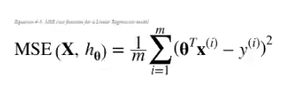 Equation 4-3. MSE cost function for a Linear Regression model
MSE (X, h_θ) = 1/m ∑_{i=1}^{m} (θ^T x^(i) − y^(i))^2